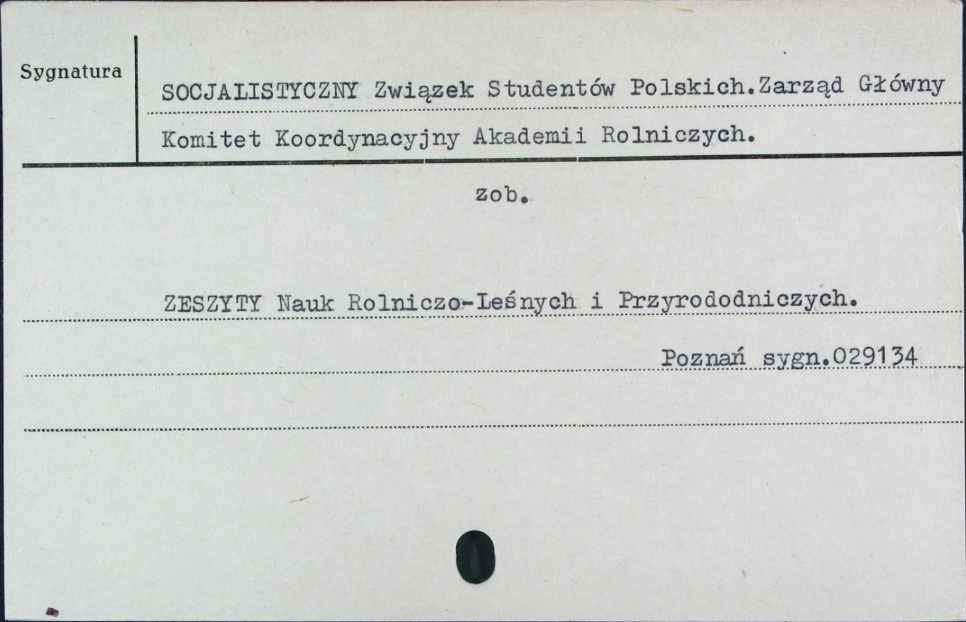 Sygnatura
SOCJALISTYCZNY Związek Studentów Polskich.Zarząd Główny
Komitet Koordynacyjny Akademii Rolniczych.
zob.
ZESZYTY Nauk Rolniczo-Leśnych i Przyrododniczych.
Poznań sygn.029134